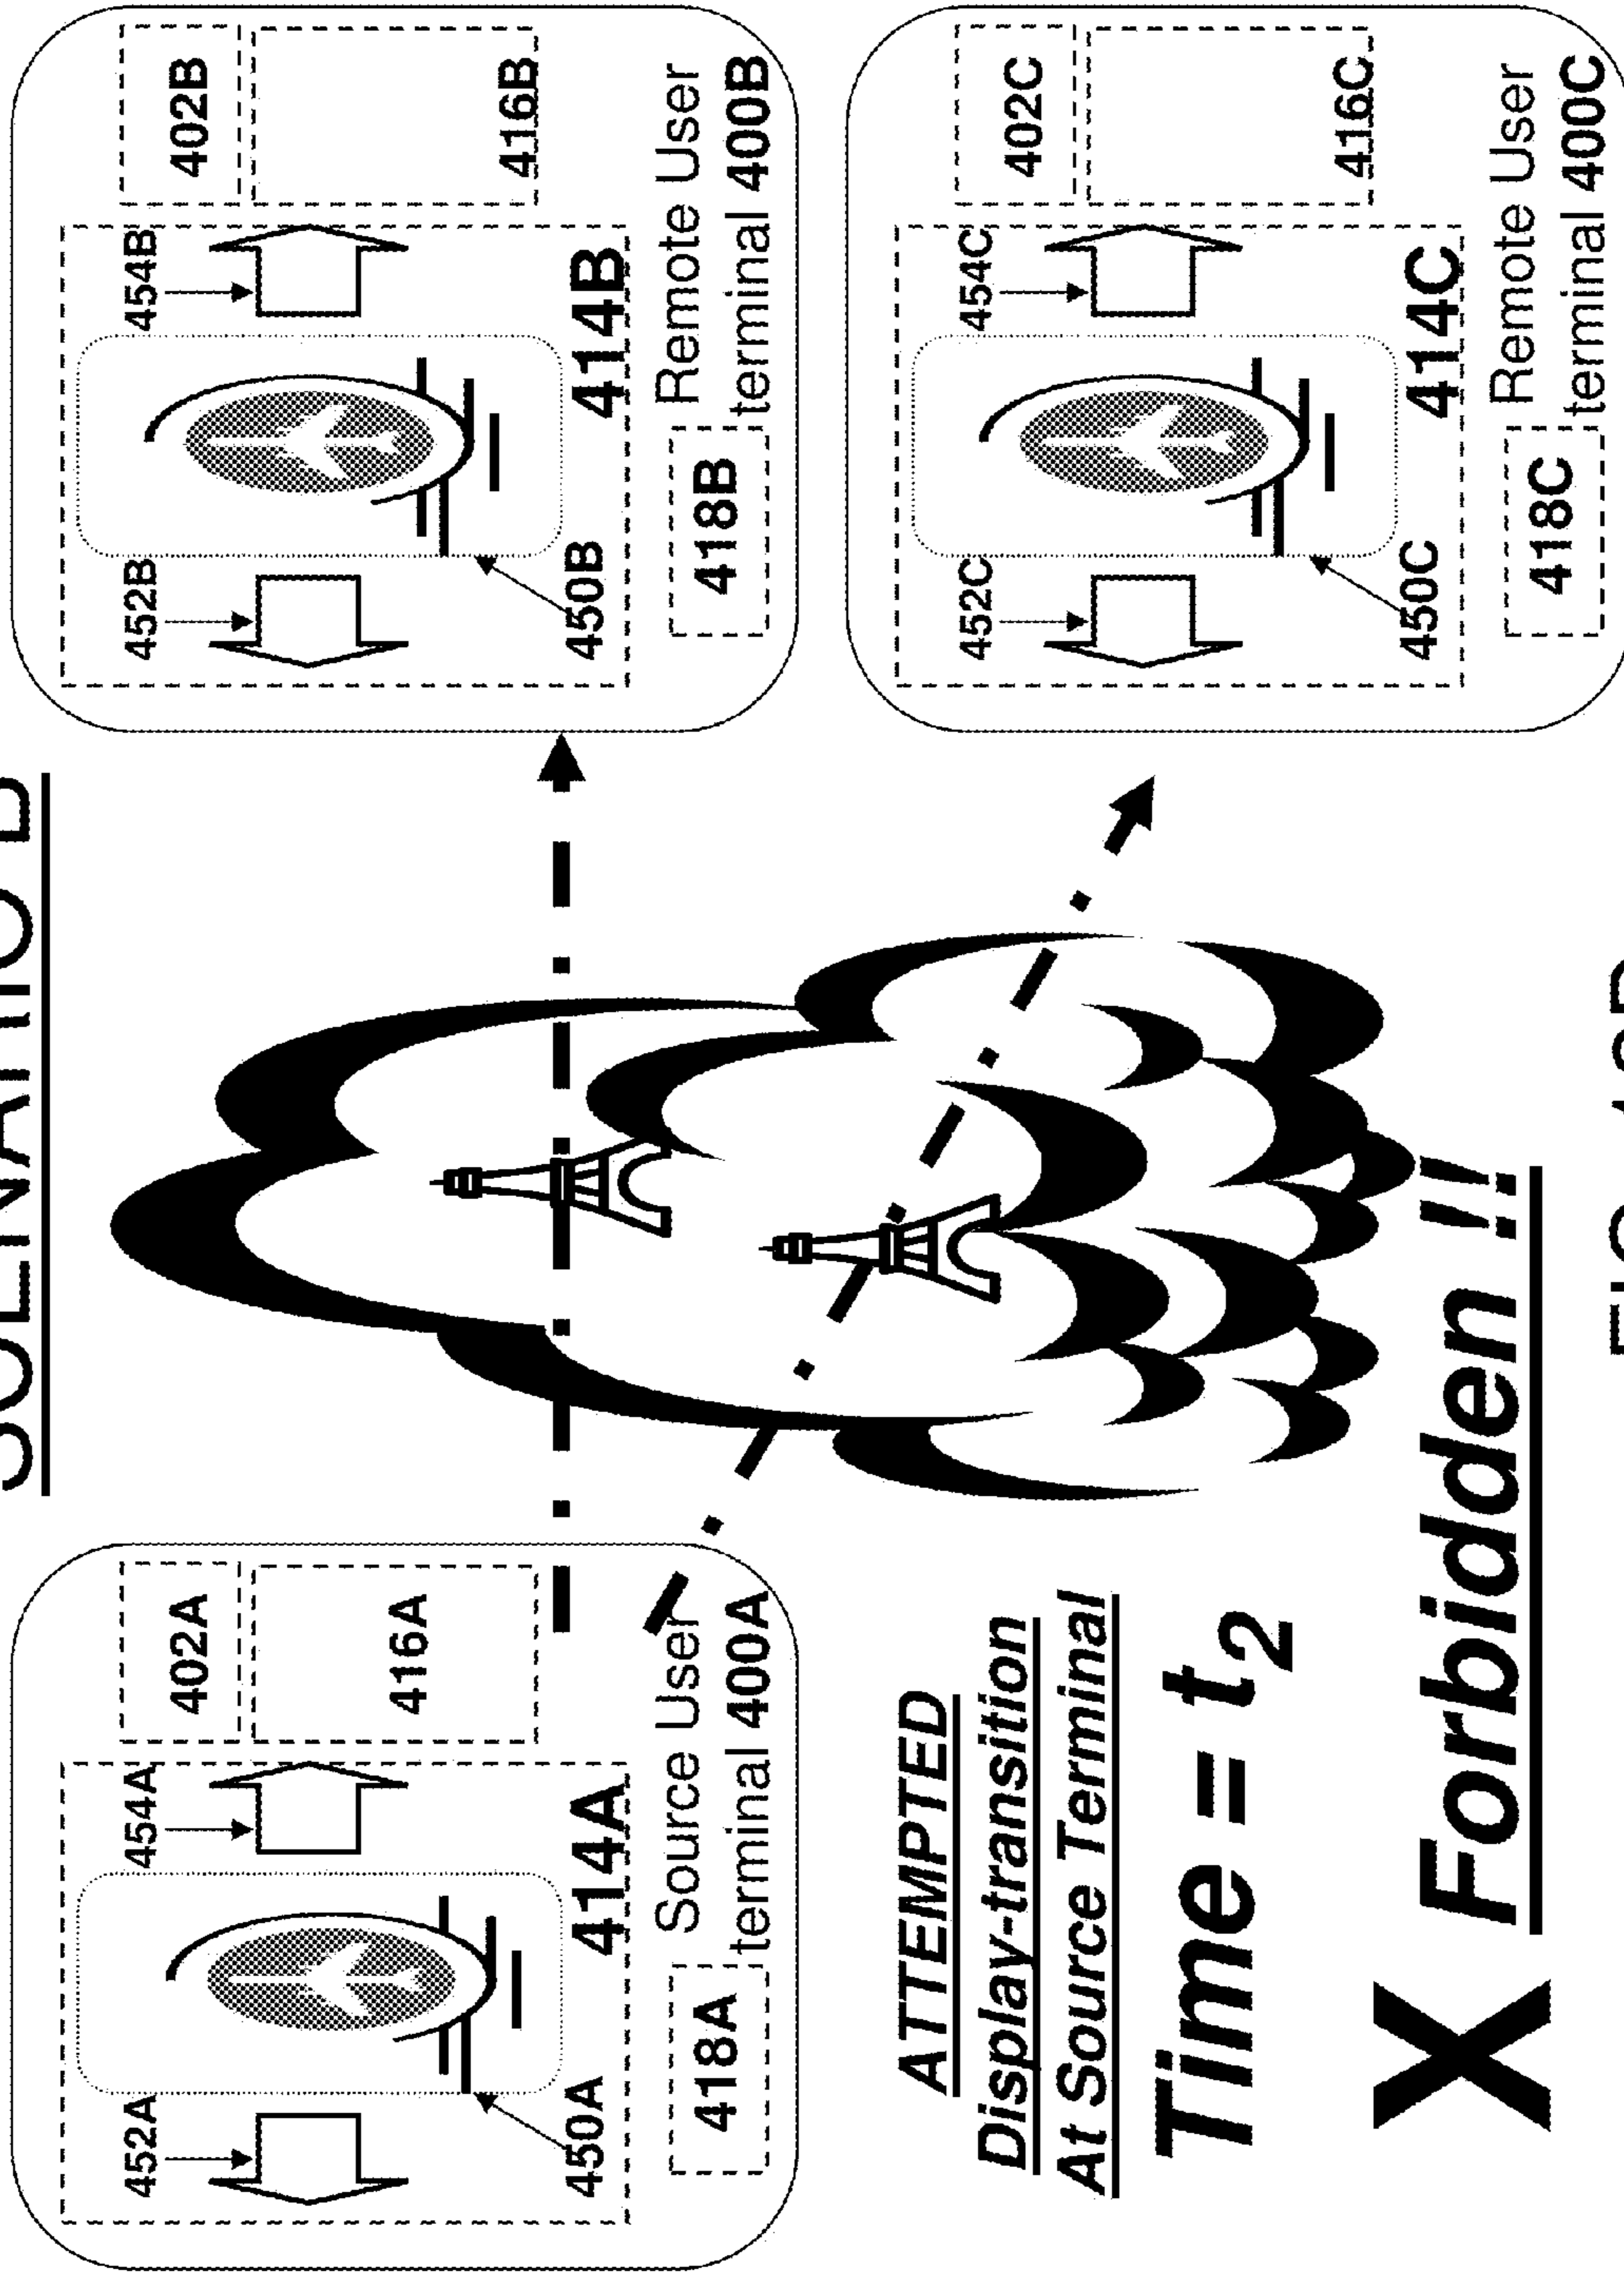 SCENARIO B
452A
454A
402A
416A
450A
414A
418A
Source User
terminal 400A
452B
454B
402B
416B
450B
414B
418B
Remote User
terminal 400B
ATTEMPTED
Display-transition
At Source Terminal
Time = t2
X Forbidden !!
452C
454C
402C
416C
450C
414C
418C
Remote User
terminal 400C